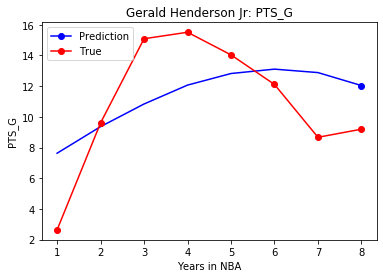 Gerald Henderson Jr: PTS_G
Prediction
True
16
14
12
10
8
6
4
2
PTS_G
1 2 3 4 5 6 7 8
Years in NBA